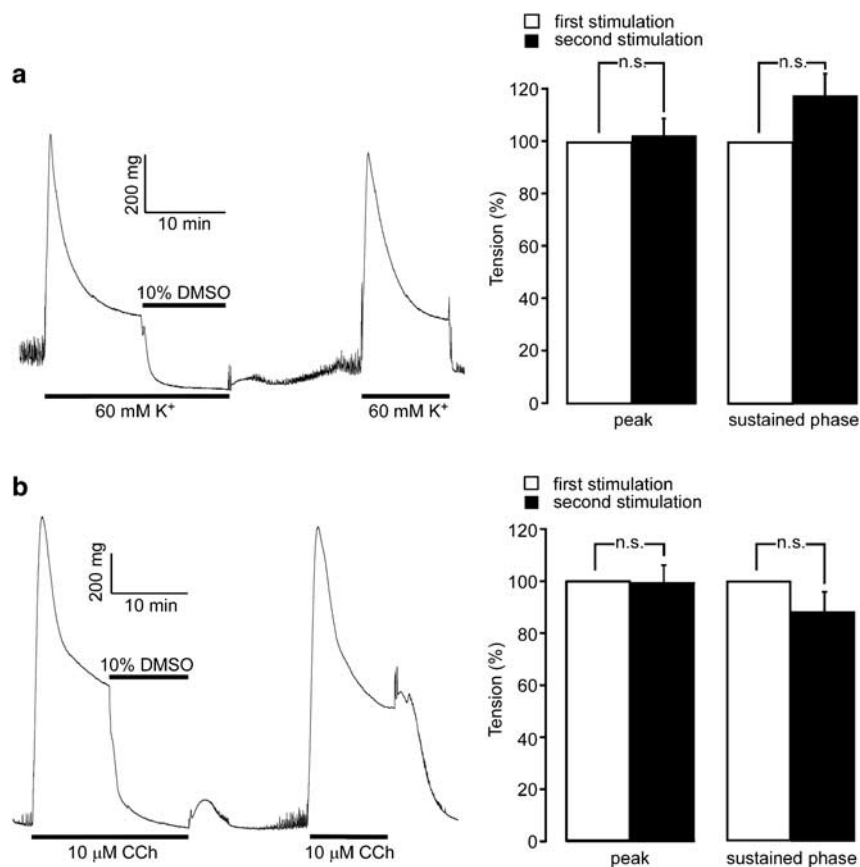 a
200 mg
10 min
10% DMSO
60 mM K⁺
60 mM K⁺
first stimulation
second stimulation
n.s.
n.s.
Tension (%)
120
100
80
60
40
20
0
peak
sustained phase
b
200 mg
10 min
10% DMSO
10 µM CCh
10 µM CCh
first stimulation
second stimulation
n.s.
n.s.
Tension (%)
120
100
80
60
40
20
0
peak
sustained phase